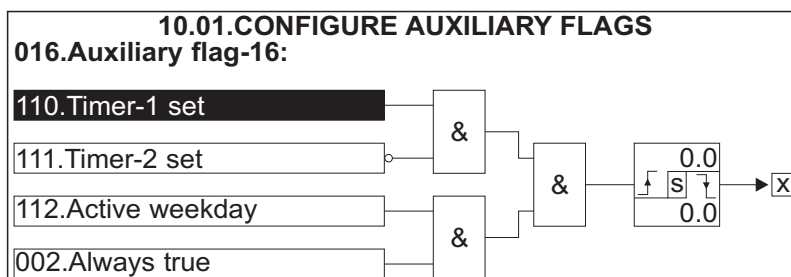 10.01.CONFIGURE AUXILIARY FLAGS
016.Auxiliary flag-16:
110.Timer-1 set
&
111.Timer-2 set
0.0
& S X
0.0
112.Active weekday
&
002.Always true